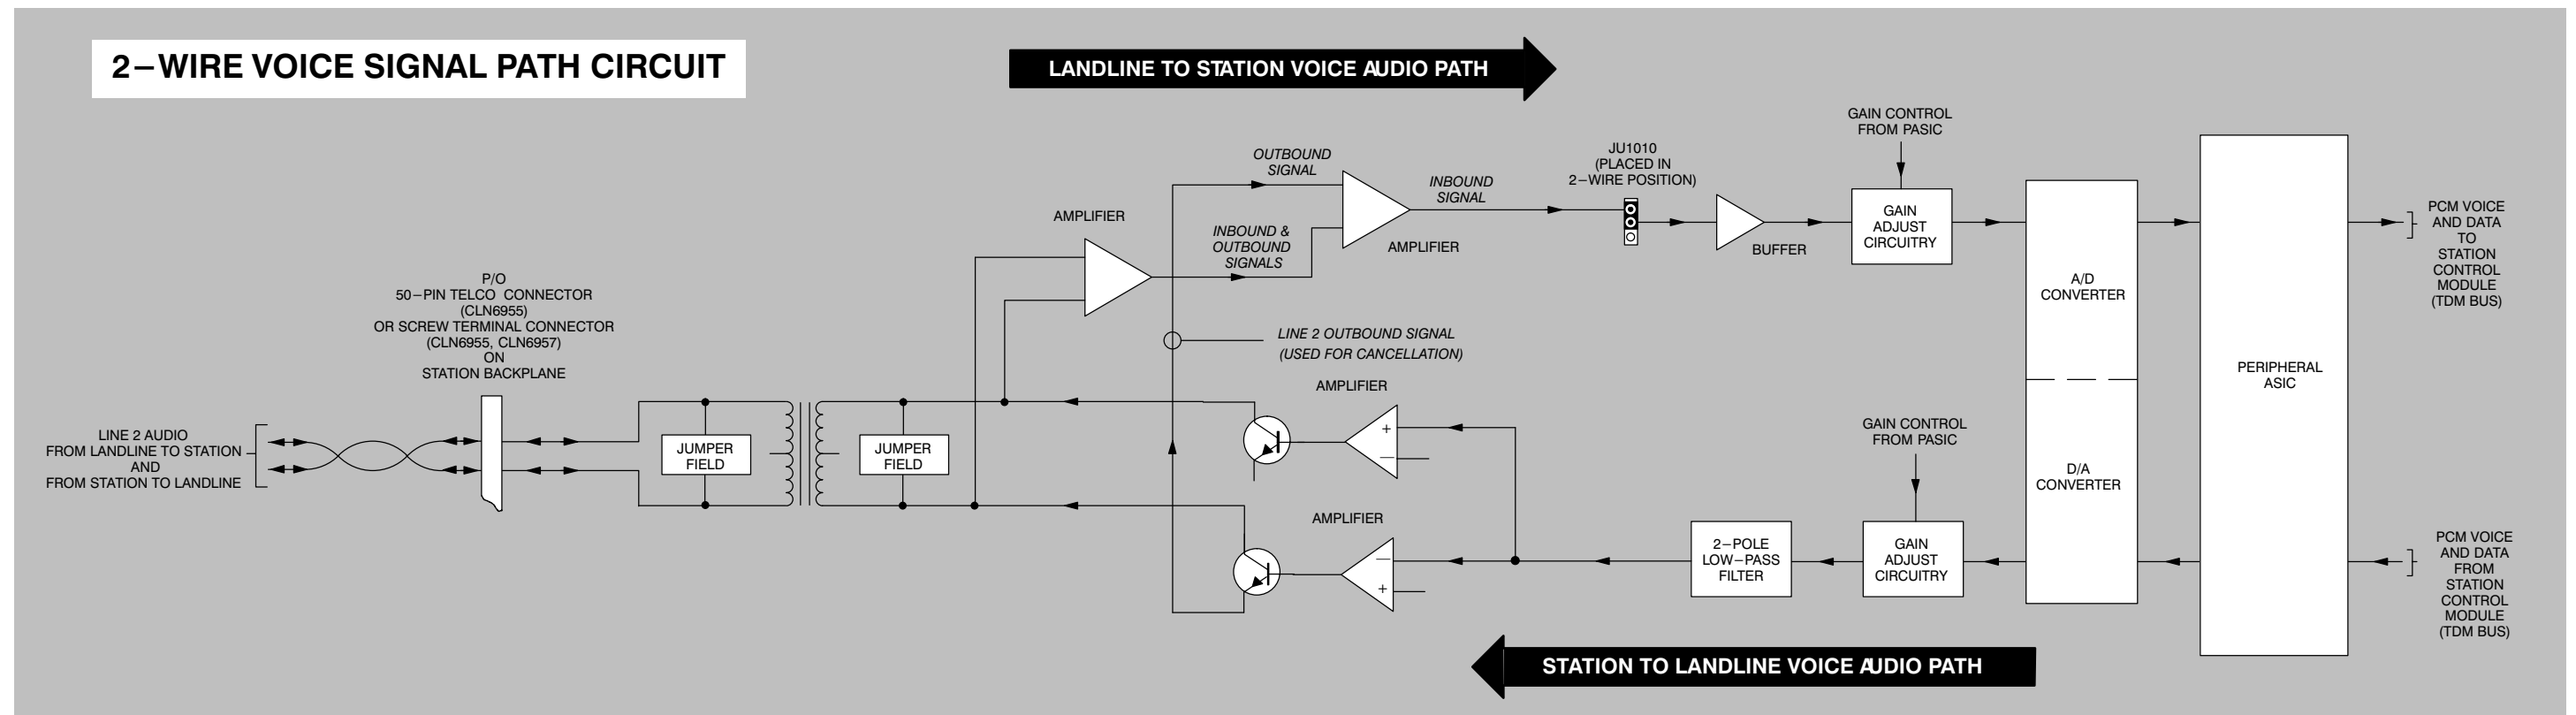 2-WIRE VOICE SIGNAL PATH CIRCUIT
LANDLINE TO STATION VOICE AUDIO PATH
GAIN CONTROL
FROM PASIC
OUTBOUND
SIGNAL
INBOUND
SIGNAL
JU1010
(PLACED IN
2-WIRE POSITION)
AMPLIFIER
INBOUND &
OUTBOUND
SIGNALS
AMPLIFIER
BUFFER
GAIN
ADJUST
CIRCUITRY
A/D
CONVERTER
PERIPHERAL
ASIC
PCM VOICE
AND DATA
TO
STATION
CONTROL
MODULE
(TDM BUS)
P/O
50-PIN TELCO CONNECTOR
(CLN6955)
OR SCREW TERMINAL CONNECTOR
(CLN6955, CLN6957)
ON
STATION BACKPLANE
LINE 2 OUTBOUND SIGNAL
(USED FOR CANCELLATION)
AMPLIFIER
+
—
LINE 2 AUDIO
FROM LANDLINE TO STATION
AND
FROM STATION TO LANDLINE
JUMPER
FIELD
JUMPER
FIELD
GAIN CONTROL
FROM PASIC
D/A
CONVERTER
AMPLIFIER
—
+
2-POLE
LOW-PASS
FILTER
GAIN
ADJUST
CIRCUITRY
PCM VOICE
AND DATA
FROM
STATION
CONTROL
MODULE
(TDM BUS)
STATION TO LANDLINE VOICE AUDIO PATH